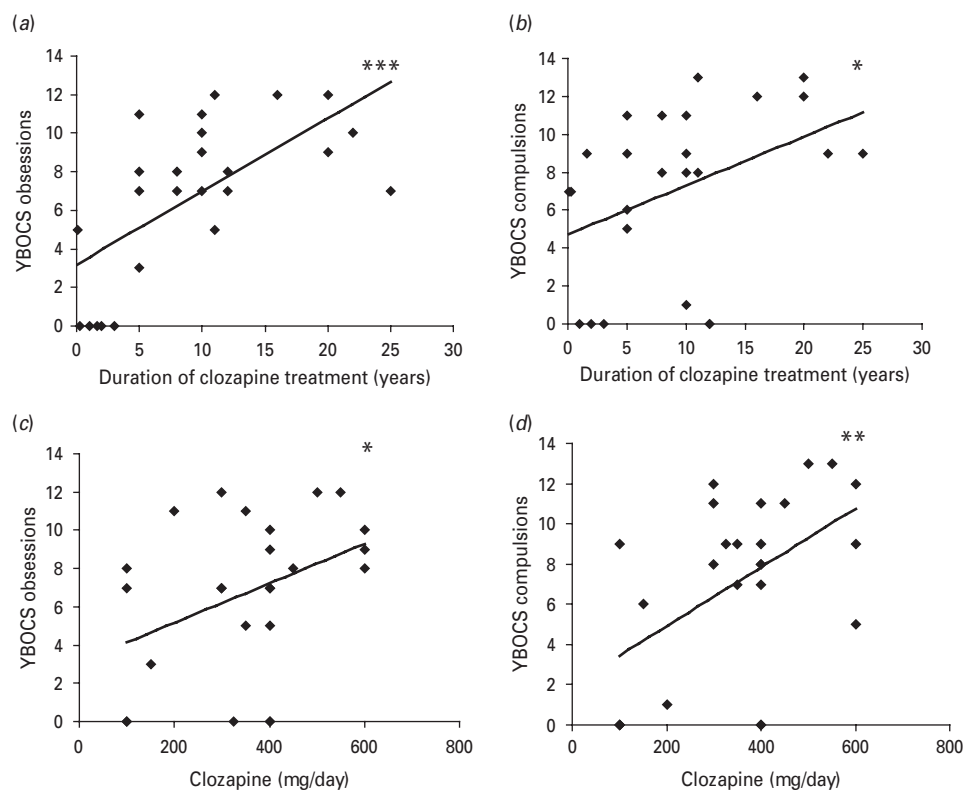 (a)
***
YBOCS obsessions
14
12
10
8
6
4
2
0
0 5 10 15 20 25 30
Duration of clozapine treatment (years)
(b)
*
YBOCS compulsions
14
12
10
8
6
4
2
0
0 5 10 15 20 25 30
Duration of clozapine treatment (years)
(c)
*
YBOCS obsessions
14
12
10
8
6
4
2
0
0 200 400 600 800
Clozapine (mg/day)
(d)
**
YBOCS compulsions
14
12
10
8
6
4
2
0
0 200 400 600 800
Clozapine (mg/day)